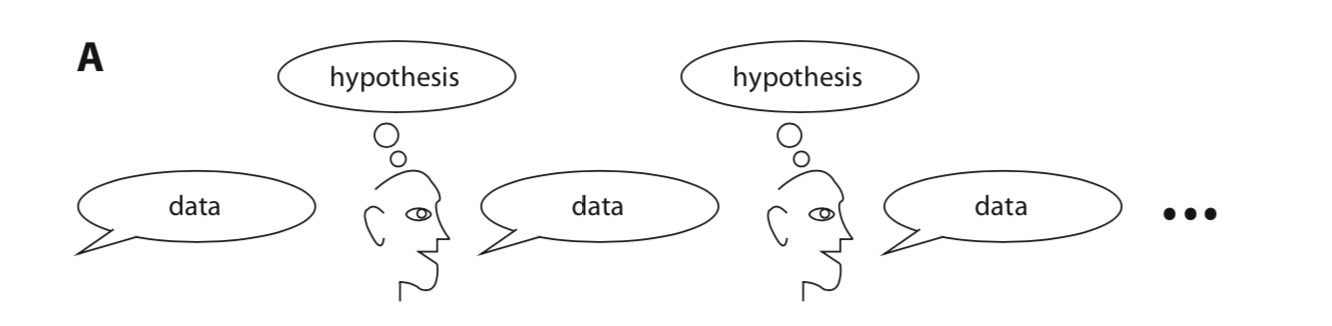 A
hypothesis
hypothesis
data
data
data
...